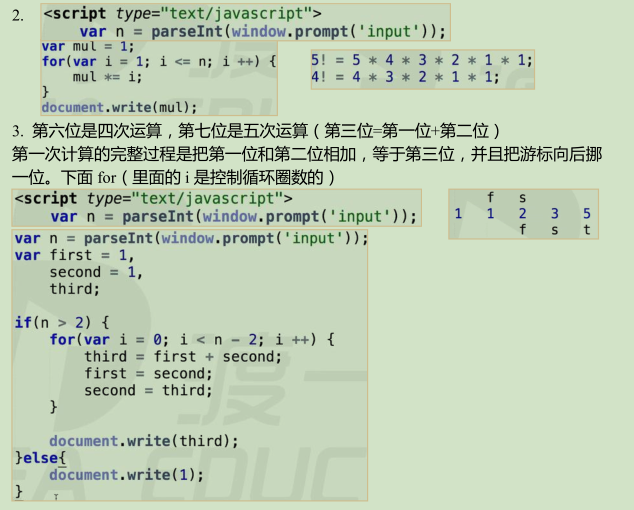 2. <script type="text/javascript">
var n = parseInt(window.prompt('input'));
var mul = 1;
for(var i = 1; i <= n; i ++) {
mul *= i;
}
document.write(mul);
5! = 5 * 4 * 3 * 2 * 1 * 1;
4! = 4 * 3 * 2 * 1 * 1;
3. 第六位是四次运算，第七位是五次运算（第三位=第一位+第二位）
第一次计算的完整过程是把第一位和第二位相加，等于第三位，并且把游标向后挪
一位。下面 for（里面的 i 是控制循环圈数的）
<script type="text/javascript">
var n = parseInt(window.prompt('input'));
f s
1 1 2 3 5
f s t
var n = parseInt(window.prompt('input'));
var first = 1,
second = 1,
third;
if(n > 2) {
for(var i = 0; i < n - 2; i ++) {
third = first + second;
first = second;
second = third;
}
document.write(third);
}else{
document.write(1);
}